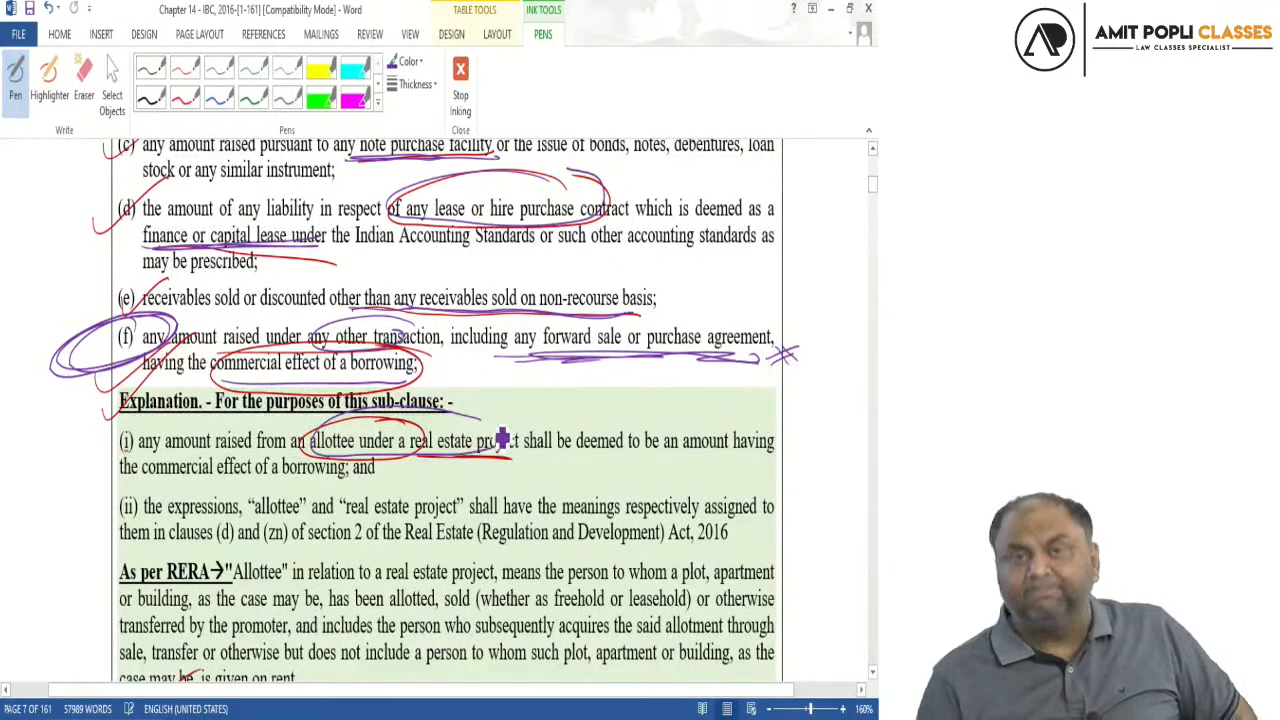 Chapter 14 - IBC, 2016-[1-161] [Compatibility Mode] - Word
TABLE TOOLS
INK TOOLS
FILE
HOME
INSERT
DESIGN
PAGE LAYOUT
REFERENCES
MAILINGS
REVIEW
VIEW
DESIGN
LAYOUT
PENS
Pen
Highlighter
Eraser
Select Objects
Color
Thickness
Stop Inking
Write
Pens
Close
AMIT POPLI CLASSES
LAW CLASSES SPECIALIST
(c) any amount raised pursuant to any note purchase facility or the issue of bonds, notes, debentures, loan
stock or any similar instrument;
(d) the amount of any liability in respect of any lease or hire purchase contract which is deemed as a
finance or capital lease under the Indian Accounting Standards or such other accounting standards as
may be prescribed;
(e) receivables sold or discounted other than any receivables sold on non-recourse basis;
(f) any amount raised under any other transaction, including any forward sale or purchase agreement,
having the commercial effect of a borrowing;
Explanation. - For the purposes of this sub-clause: -
(i) any amount raised from an allottee under a real estate project shall be deemed to be an amount having
the commercial effect of a borrowing; and
(ii) the expressions, “allottee” and “real estate project” shall have the meanings respectively assigned to
them in clauses (d) and (zn) of section 2 of the Real Estate (Regulation and Development) Act, 2016
As per RERA→"Allottee" in relation to a real estate project, means the person to whom a plot, apartment
or building, as the case may be, has been allotted, sold (whether as freehold or leasehold) or otherwise
transferred by the promoter, and includes the person who subsequently acquires the said allotment through
sale, transfer or otherwise but does not include a person to whom such plot, apartment or building, as the
case may be, is given on rent
PAGE 7 OF 161
57989 WORDS
ENGLISH (UNITED STATES)
160%